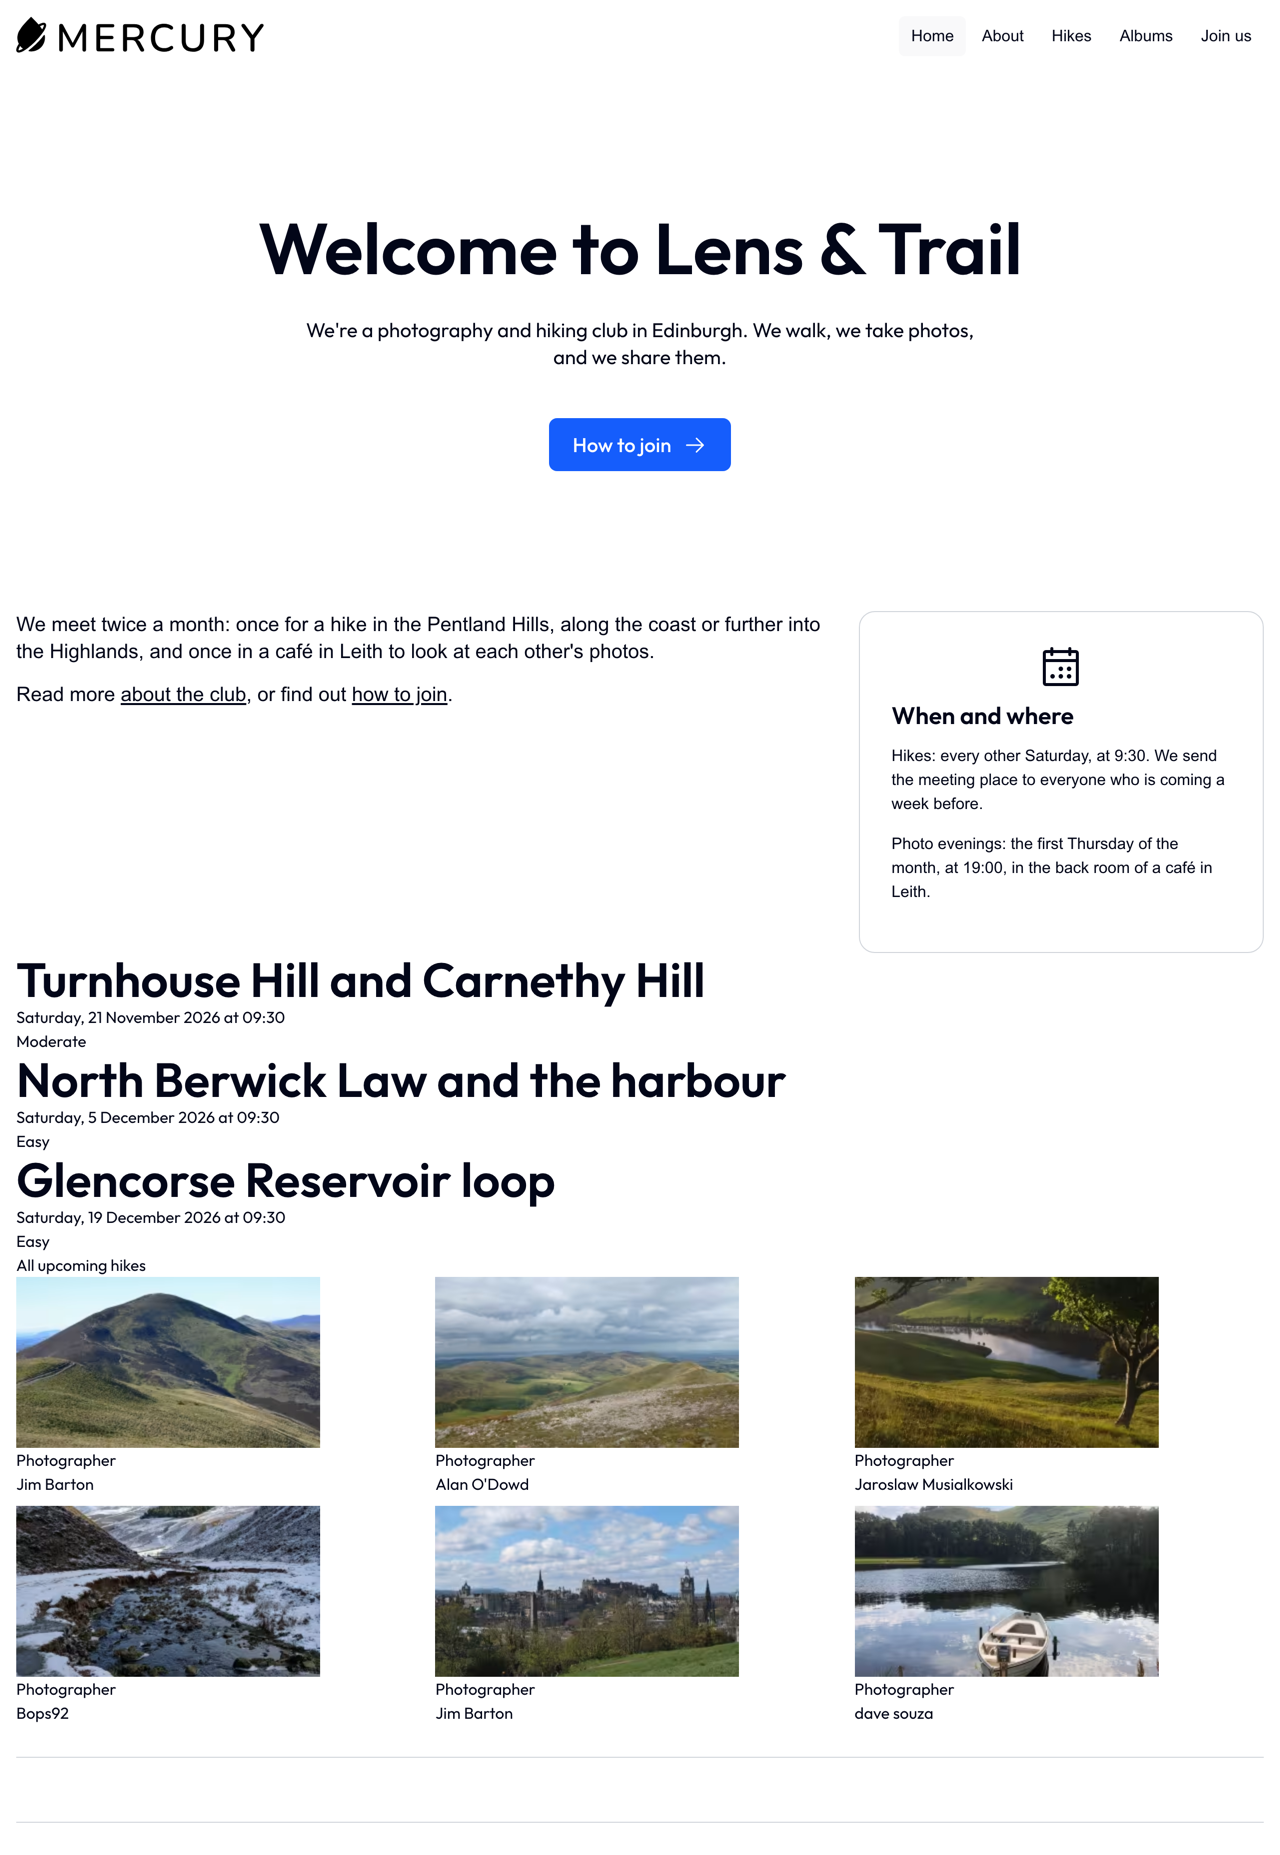 MERCURY
Home
About
Hikes
Albums
Join us
Welcome to Lens & Trail
We're a photography and hiking club in Edinburgh. We walk, we take photos,
and we share them.
How to join
We meet twice a month: once for a hike in the Pentland Hills, along the coast or further into
the Highlands, and once in a café in Leith to look at each other's photos.
Read more about the club, or find out how to join.
When and where
Hikes: every other Saturday, at 9:30. We send
the meeting place to everyone who is coming a
week before.
Photo evenings: the first Thursday of the
month, at 19:00, in the back room of a café in
Leith.
Turnhouse Hill and Carnethy Hill
Saturday, 21 November 2026 at 09:30
Moderate
North Berwick Law and the harbour
Saturday, 5 December 2026 at 09:30
Easy
Glencorse Reservoir loop
Saturday, 19 December 2026 at 09:30
Easy
All upcoming hikes
Photographer
Jim Barton
Photographer
Alan O'Dowd
Photographer
Jaroslaw Musialkowski
Photographer
Bops92
Photographer
Jim Barton
Photographer
dave souza